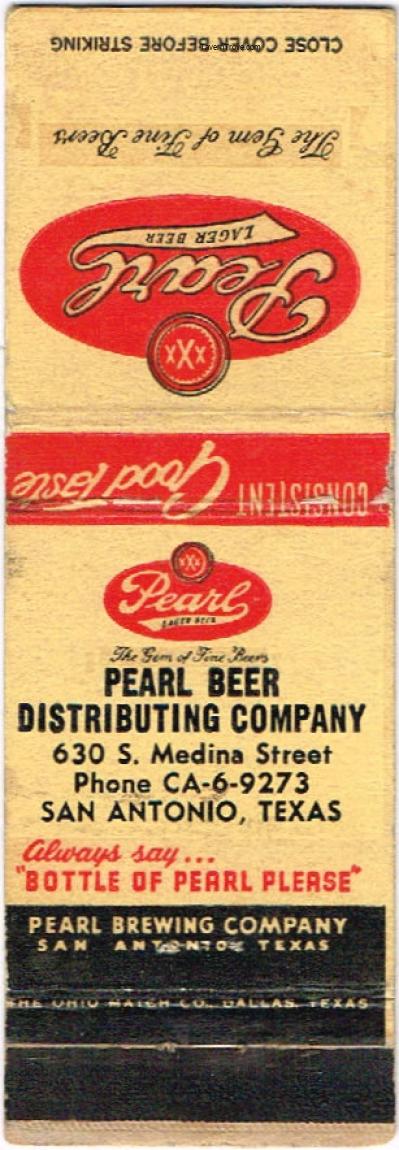 CLOSE COVER BEFORE STRIKING
tavern-trove.com
The Gem of Fine Beers
Pearl
LAGER BEER
XXX
CONSISTENT Good Taste
XXX
Pearl
LAGER BEER
The Gem of Fine Beers
PEARL BEER
DISTRIBUTING COMPANY
630 S. Medina Street
Phone CA-6-9273
SAN ANTONIO, TEXAS
Always say...
"BOTTLE OF PEARL PLEASE"
PEARL BREWING COMPANY
SAN ANTONIO, TEXAS
THE OHIO MATCH CO., DALLAS, TEXAS